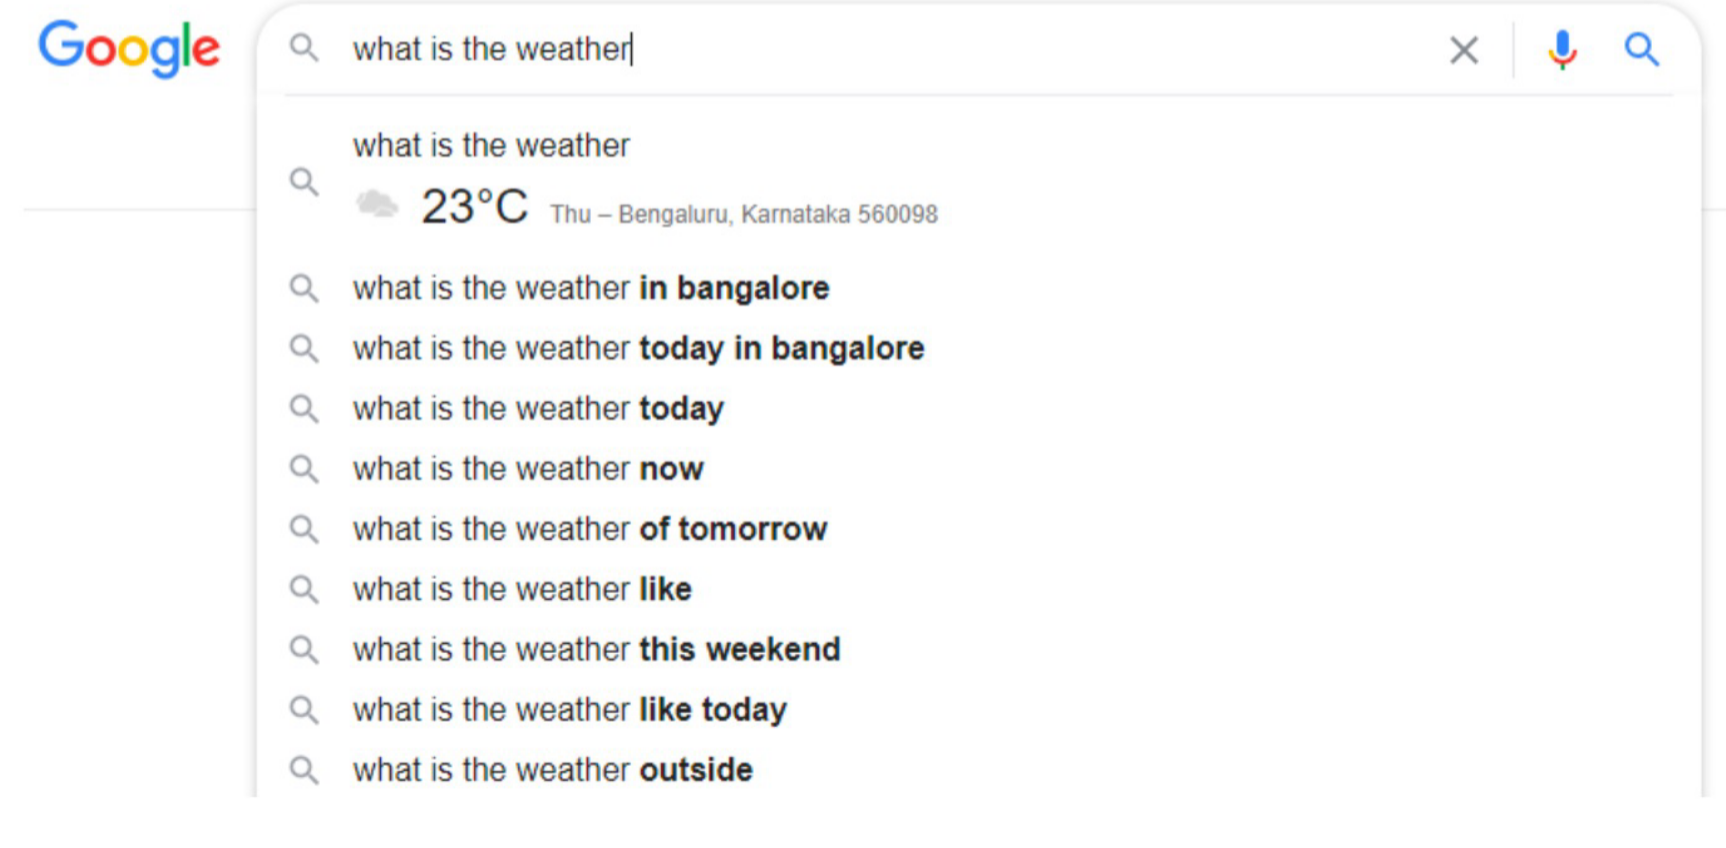 Google
what is the weather
what is the weather
23°C Thu – Bengaluru, Karnataka 560098
what is the weather in bangalore
what is the weather today in bangalore
what is the weather today
what is the weather now
what is the weather of tomorrow
what is the weather like
what is the weather this weekend
what is the weather like today
what is the weather outside